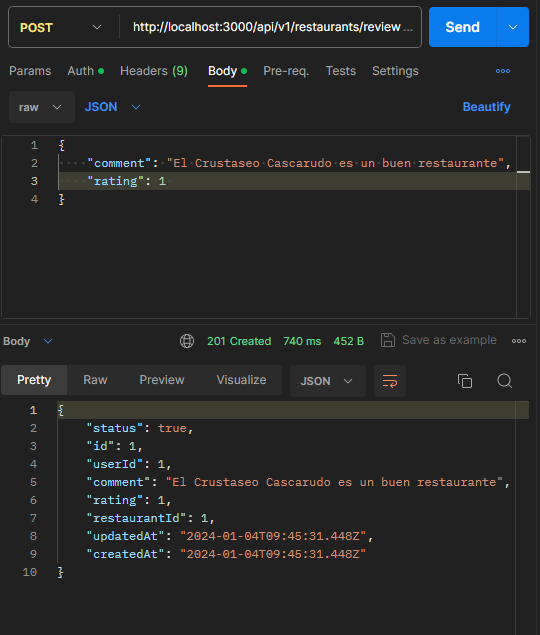 POST http://localhost:3000/api/v1/restaurants/review ... Send
Params Auth Headers (9) Body Pre-req. Tests Settings
raw JSON Beautify
1 {
2 "comment": "El Crustaseo Cascarudo es un buen restaurante",
3 "rating": 1
4 }
Body 201 Created 740 ms 452 B Save as example
Pretty Raw Preview Visualize JSON
1 {
2 "status": true,
3 "id": 1,
4 "userId": 1,
5 "comment": "El Crustaseo Cascarudo es un buen restaurante",
6 "rating": 1,
7 "restaurantId": 1,
8 "updatedAt": "2024-01-04T09:45:31.448Z",
9 "createdAt": "2024-01-04T09:45:31.448Z"
10 }